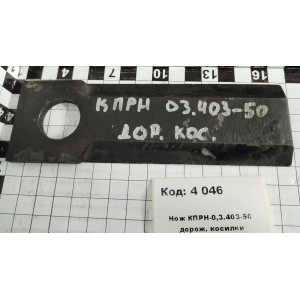 КПРН 03.403-50
ДОР. КОС.
Код: 4 046
Нож КПРН-0,3.403-50
дорож. косилки